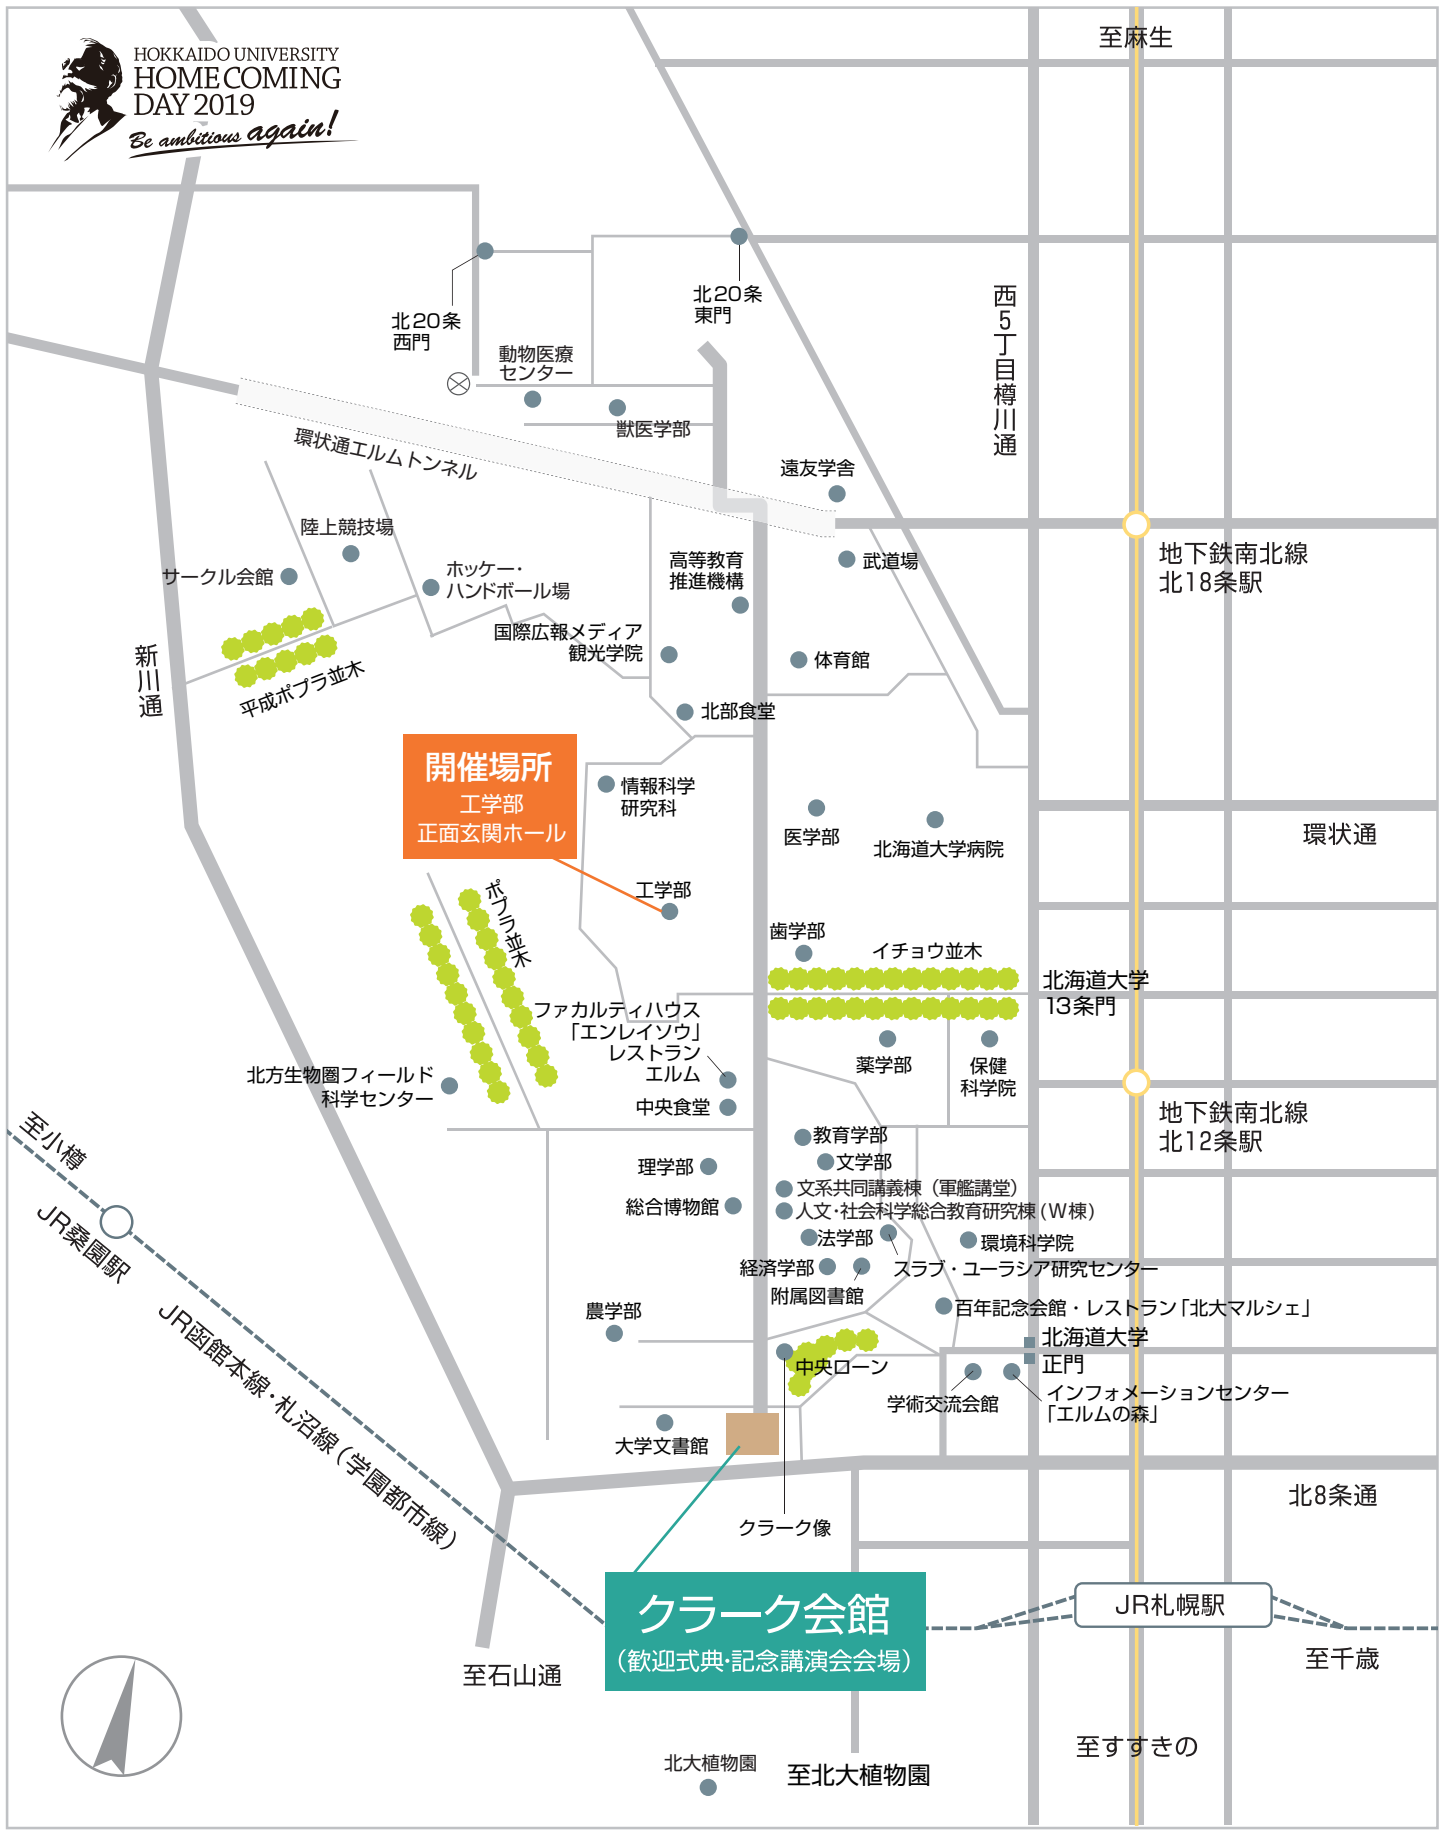 HOKKAIDO UNIVERSITY
HOME COMING
DAY 2019
Be ambitious again!
至麻生
北20条
西門
北20条
東門
西5丁目樽川通
動物医療
センター
獣医学部
環状通エルムトンネル
遠友学舎
陸上競技場
サークル会館
ホッケー・
ハンドボール場
高等教育
推進機構
武道場
地下鉄南北線
北18条駅
国際広報メディア
観光学院
体育館
新川通
平成ポプラ並木
北部食堂
開催場所
工学部
正面玄関ホール
情報科学
研究科
医学部
北海道大学病院
環状通
工学部
ポプラ並木
歯学部
イチョウ並木
北海道大学
13条門
ファカルティハウス
「エンレイソウ」
レストラン
エルム
薬学部
保健
科学院
北方生物圏フィールド
科学センター
中央食堂
地下鉄南北線
北12条駅
至小樽
教育学部
文学部
理学部
文系共同講義棟（軍艦講堂）
総合博物館
人文・社会科学総合教育研究棟(W棟)
法学部
環境科学院
JR桑園駅
経済学部
スラブ・ユーラシア研究センター
附属図書館
農学部
百年記念会館・レストラン「北大マルシェ」
北海道大学
正門
中央ローン
学術交流会館
インフォメーションセンター
「エルムの森」
JR函館本線・札沼線（学園都市線）
大学文書館
北8条通
クラーク像
クラーク会館
（歓迎式典・記念講演会会場）
JR札幌駅
至千歳
至石山通
至すすきの
北大植物園
至北大植物園